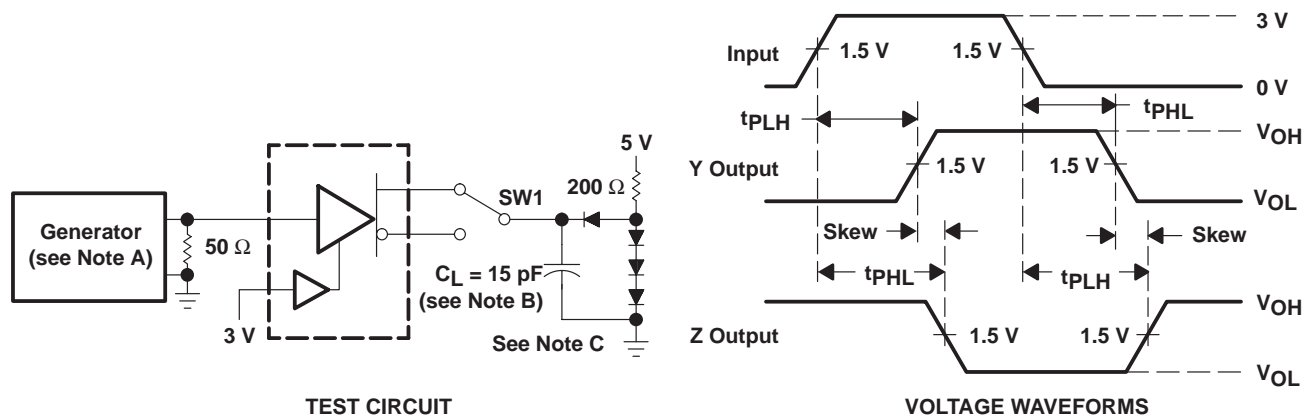 Generator
(see Note A)
50 Ω
3 V
SW1
200 Ω
5 V
CL = 15 pF
(see Note B)
See Note C
TEST CIRCUIT
Input
1.5 V
1.5 V
3 V
0 V
tPLH
tPHL
Y Output
1.5 V
1.5 V
VOH
VOL
Skew
Skew
tPHL
tPLH
Z Output
1.5 V
1.5 V
VOH
VOL
VOLTAGE WAVEFORMS